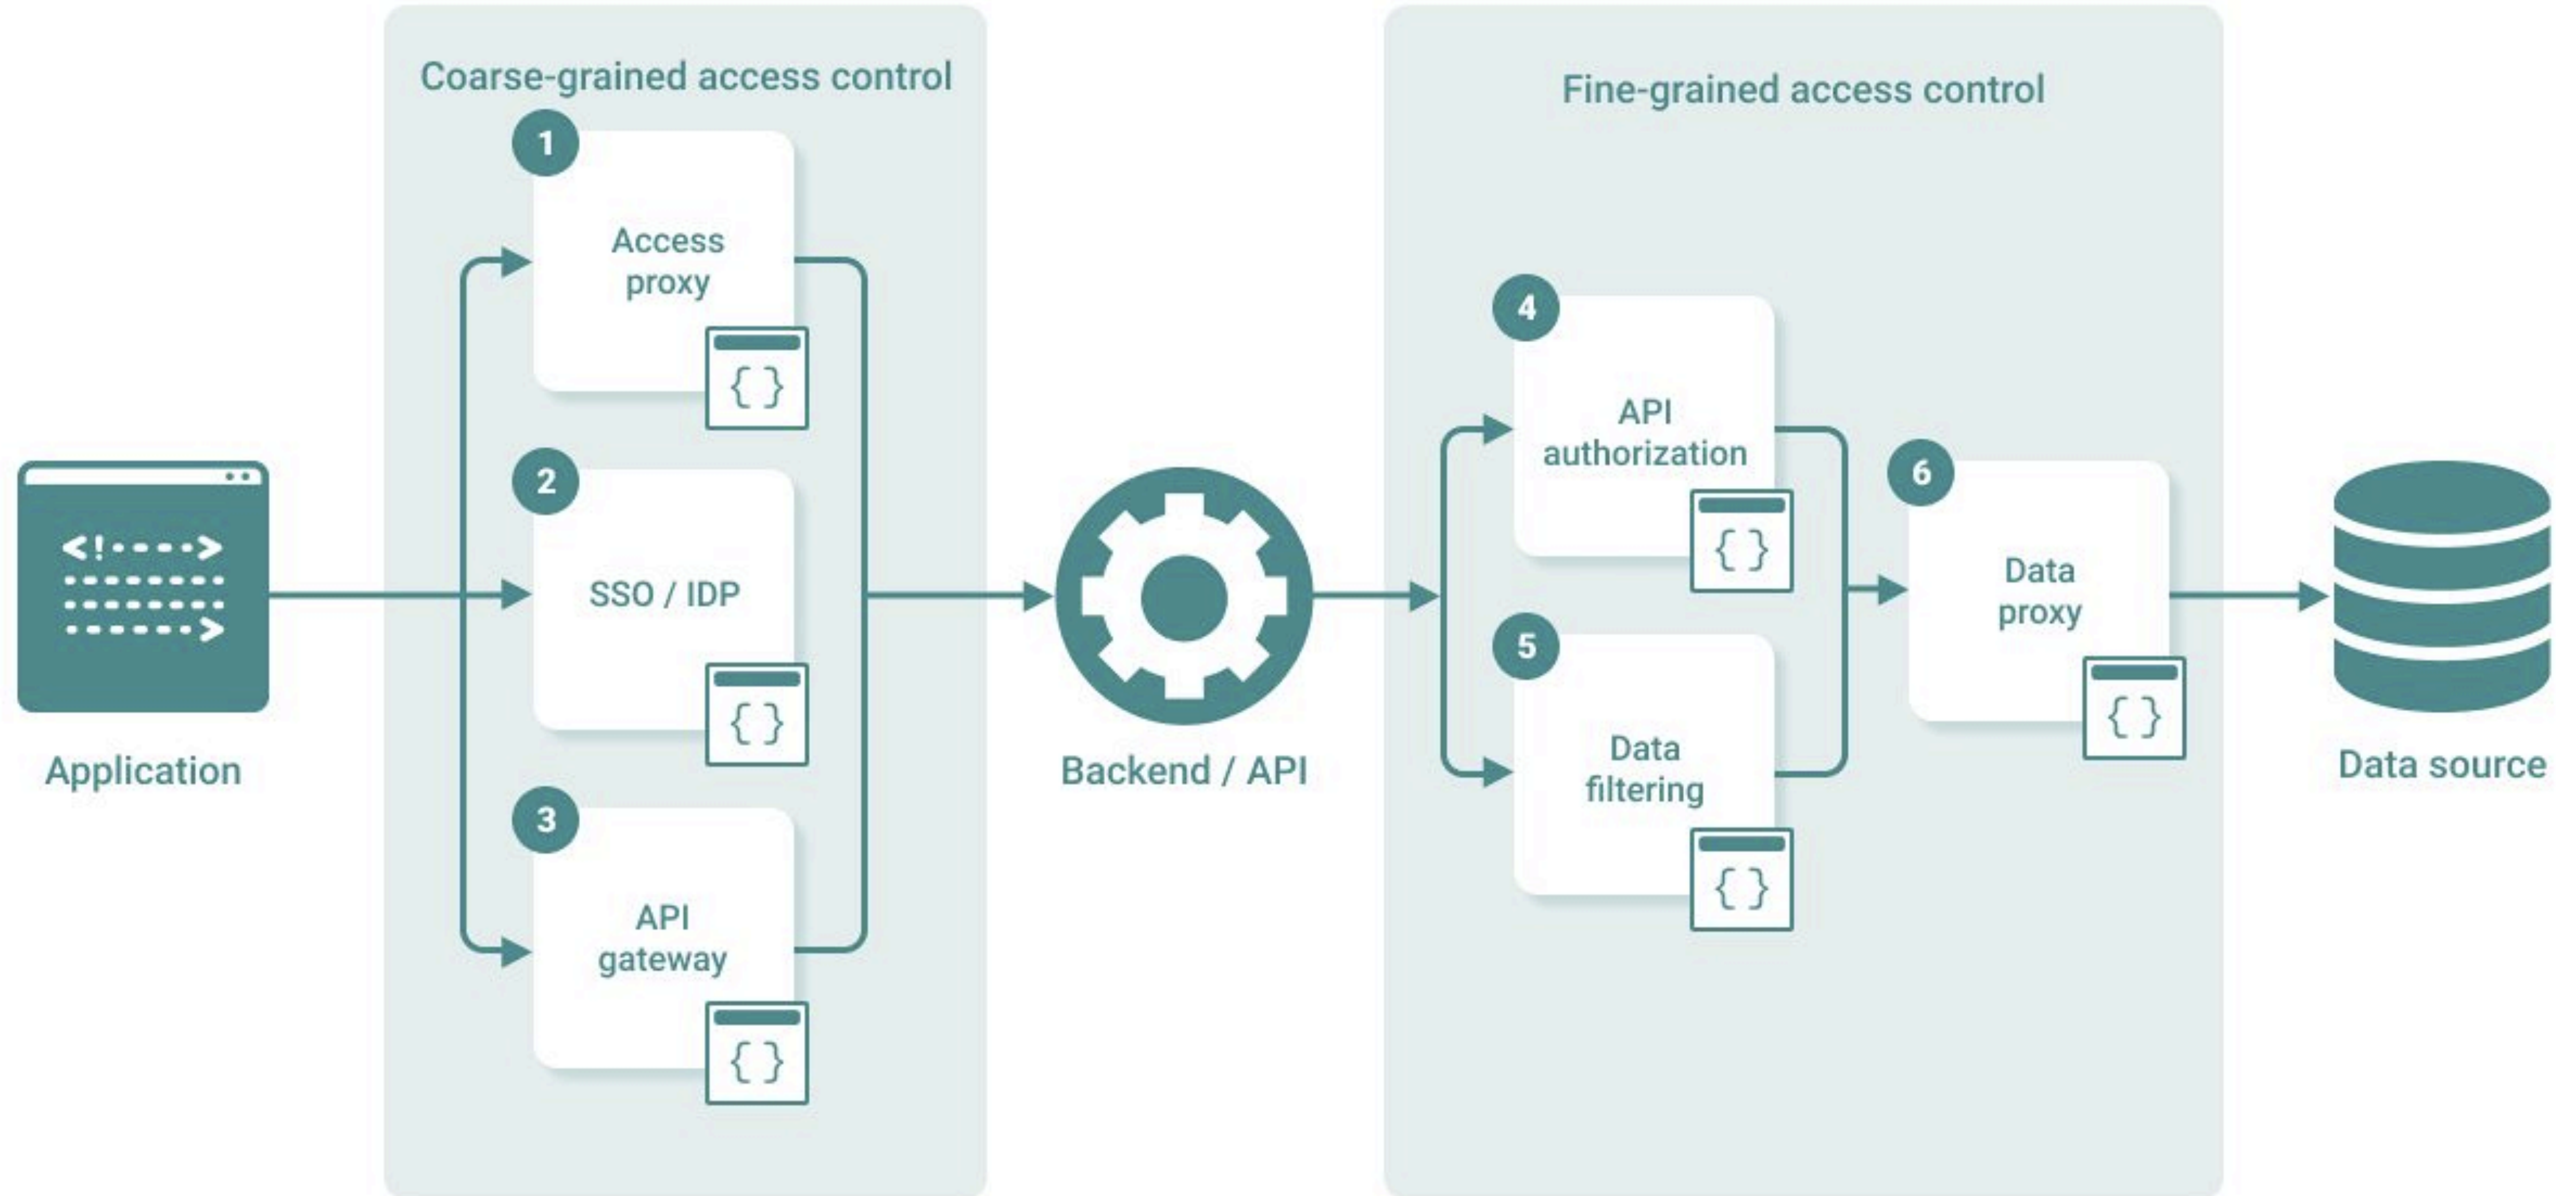 Coarse-grained access control
Fine-grained access control
1
Access
proxy
{ }
2
SSO / IDP
{ }
3
API
gateway
{ }
<!---->
>
Application
Backend / API
4
API
authorization
{ }
5
Data
filtering
{ }
6
Data
proxy
{ }
Data source